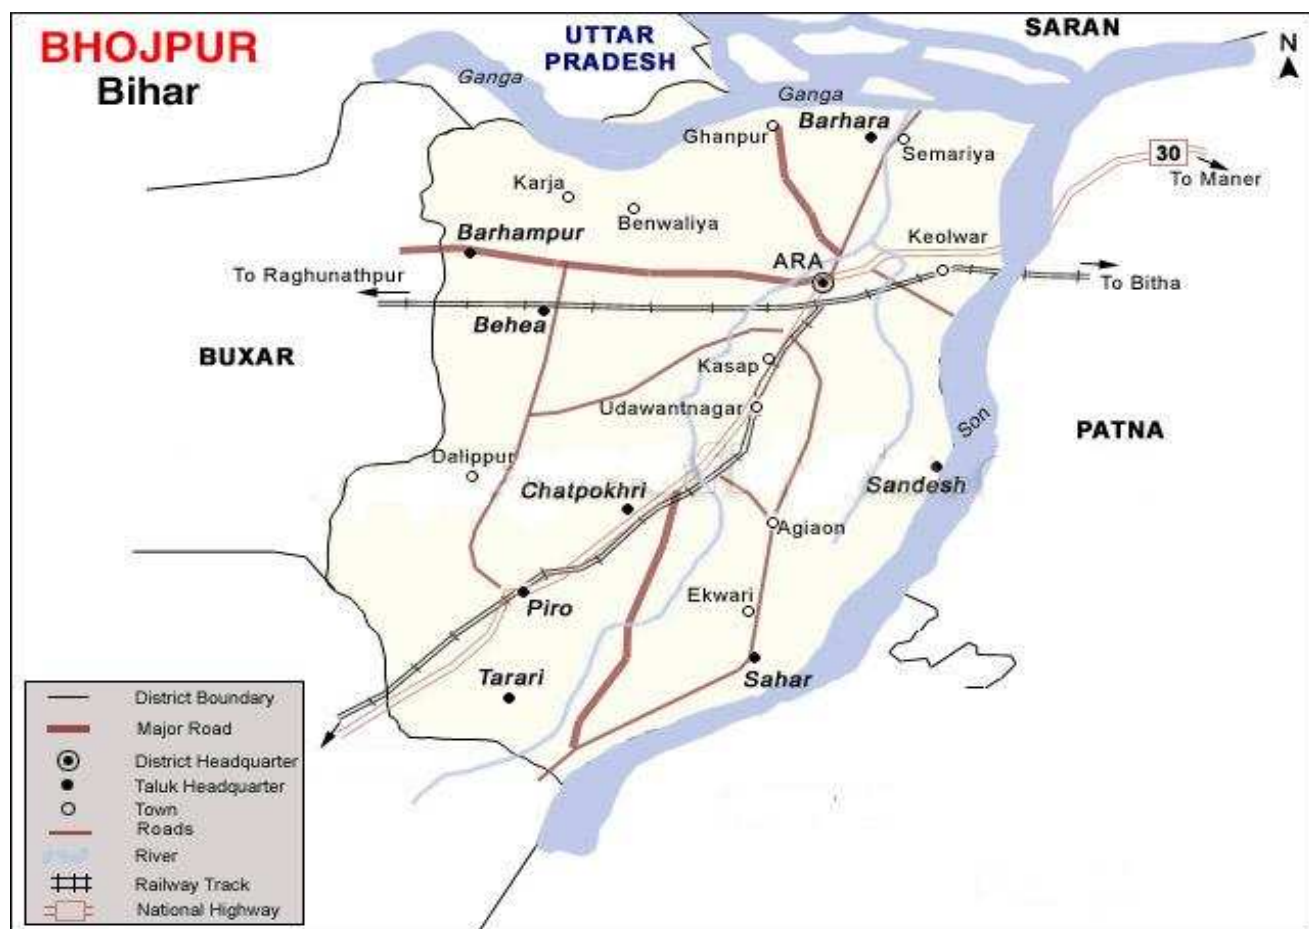 BHOJPUR
Bihar
UTTAR
PRADESH
SARAN
N
Ganga
Ganga
Ghanpur
Barhara
Semariya
30
To Maner
Karja
Benwaliya
Barhampur
Keolwar
ARA
To Raghunathpur
To Bitha
Behea
BUXAR
Kasap
Udawantnagar
Son
PATNA
Dalippur
Chatpokhri
Sandesh
Agiaon
Ekwari
Piro
Tarari
Sahar
District Boundary
Major Road
District Headquarter
Taluk Headquarter
Town
Roads
River
Railway Track
National Highway